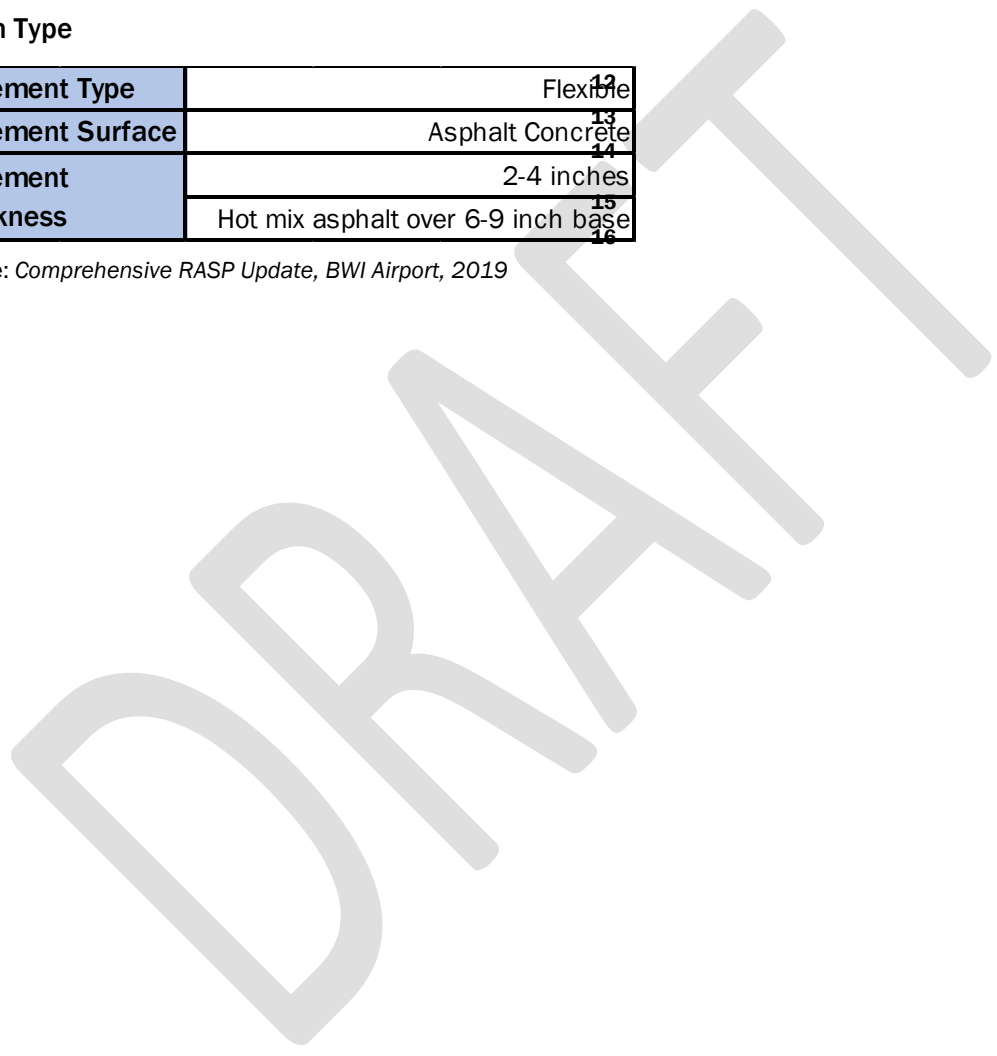 n Type
ement Type Flexible
12
ement Surface Asphalt Concrete
13
14
ement 2-4 inches
kness Hot mix asphalt over 6-9 inch base
15
16
e: Comprehensive RASP Update, BWI Airport, 2019
DRAFT